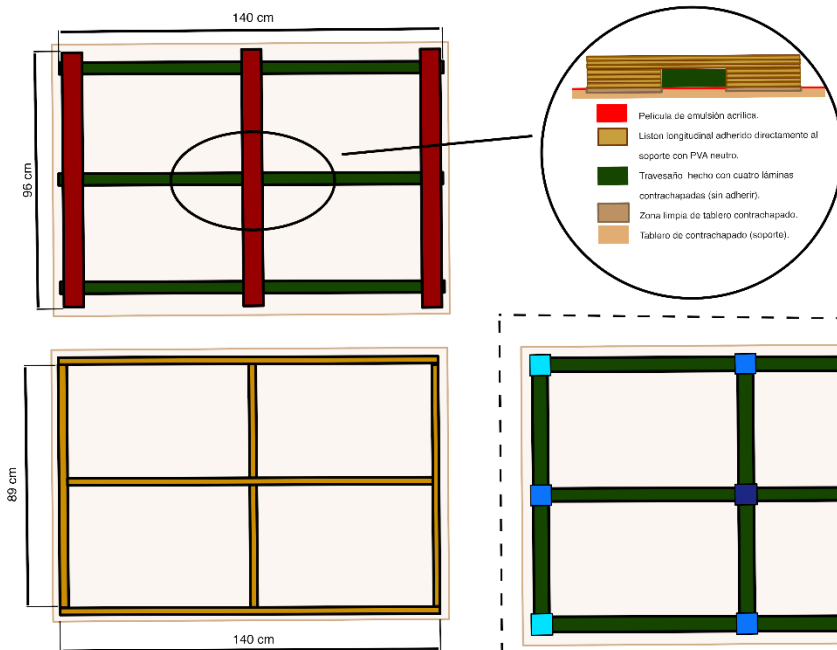 140 cm
96 cm
Película de emulsión acrílica.
Liston longitudinal adherido directamente al
soporte con PVA neutro.
Travesaño hecho con cuatro láminas
contrachapadas (sin adherir).
Zona limpia de tablero contrachapado.
Tablero de contrachapado (soporte).
89 cm
140 cm